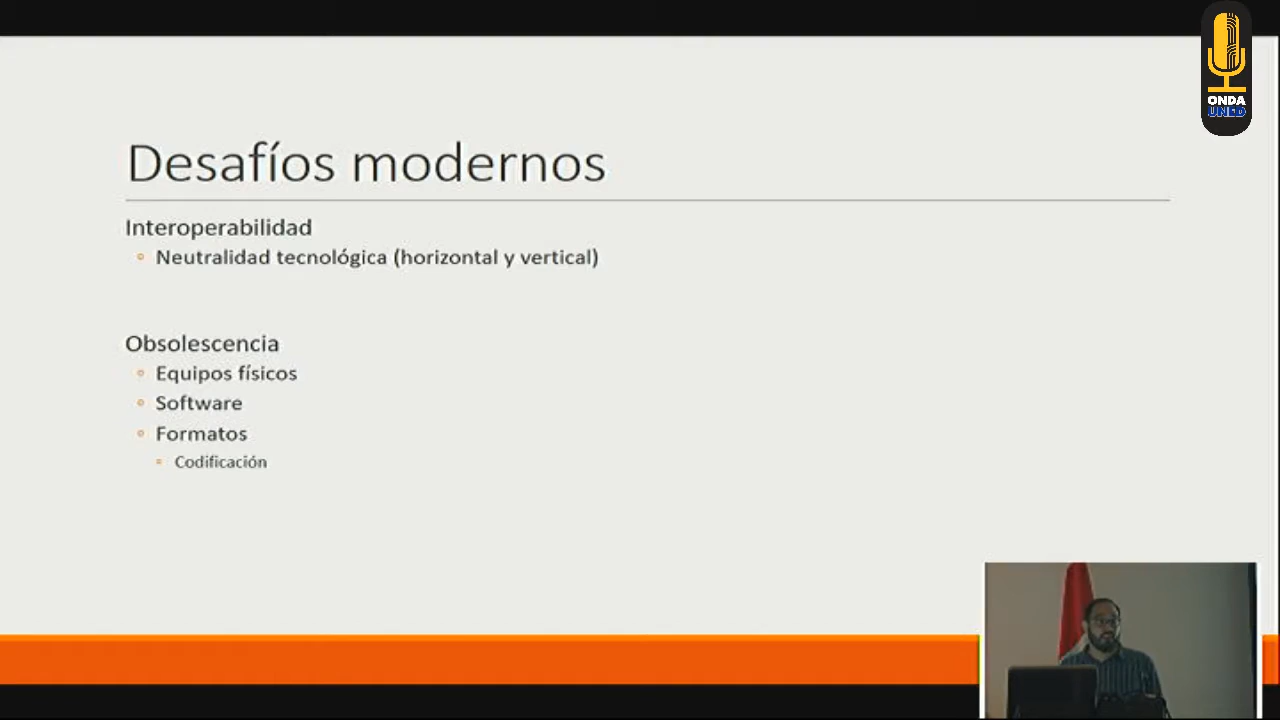 ONDA
UNED
Desafíos modernos
Interoperabilidad
Neutralidad tecnológica (horizontal y vertical)
Obsolescencia
Equipos físicos
Software
Formatos
Codificación